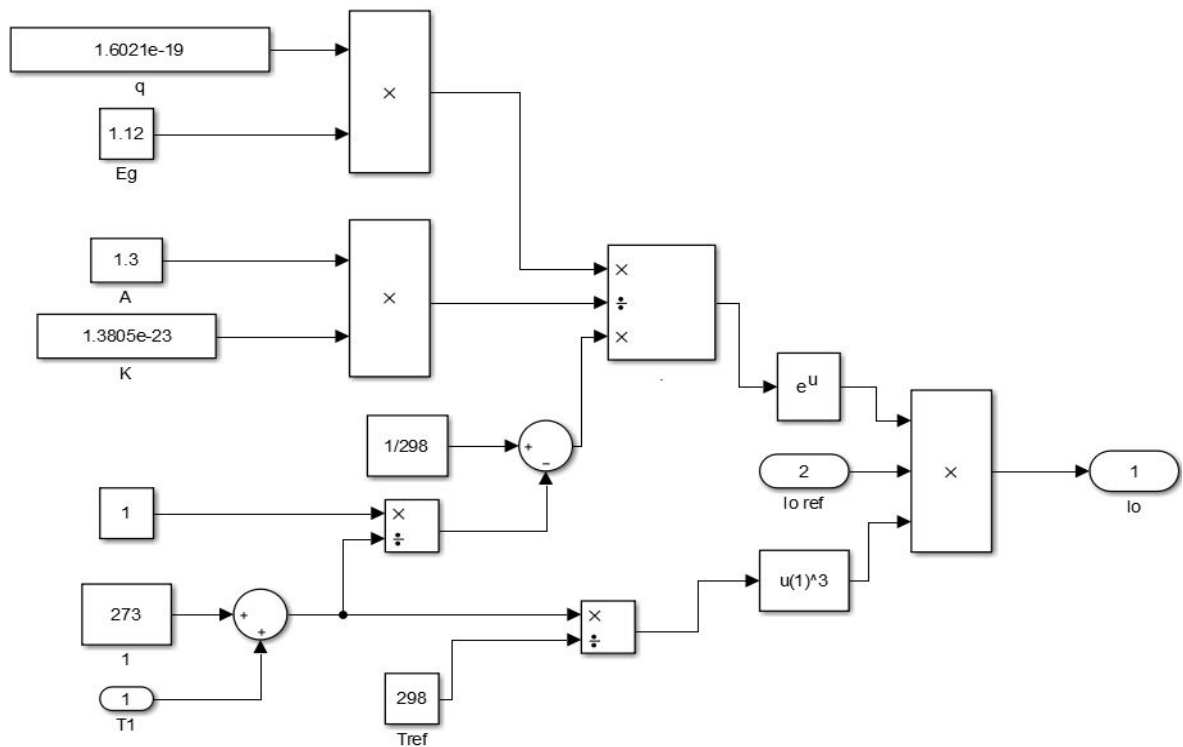 1.6021e-19
q
×
1.12
Eg
1.3
A
×
1.3805e-23
K
×
÷
×
e^u
1/298
+
−
2
Io ref
×
1
Io
1
×
÷
u(1)^3
273
1
+
+
×
÷
1
T1
298
Tref